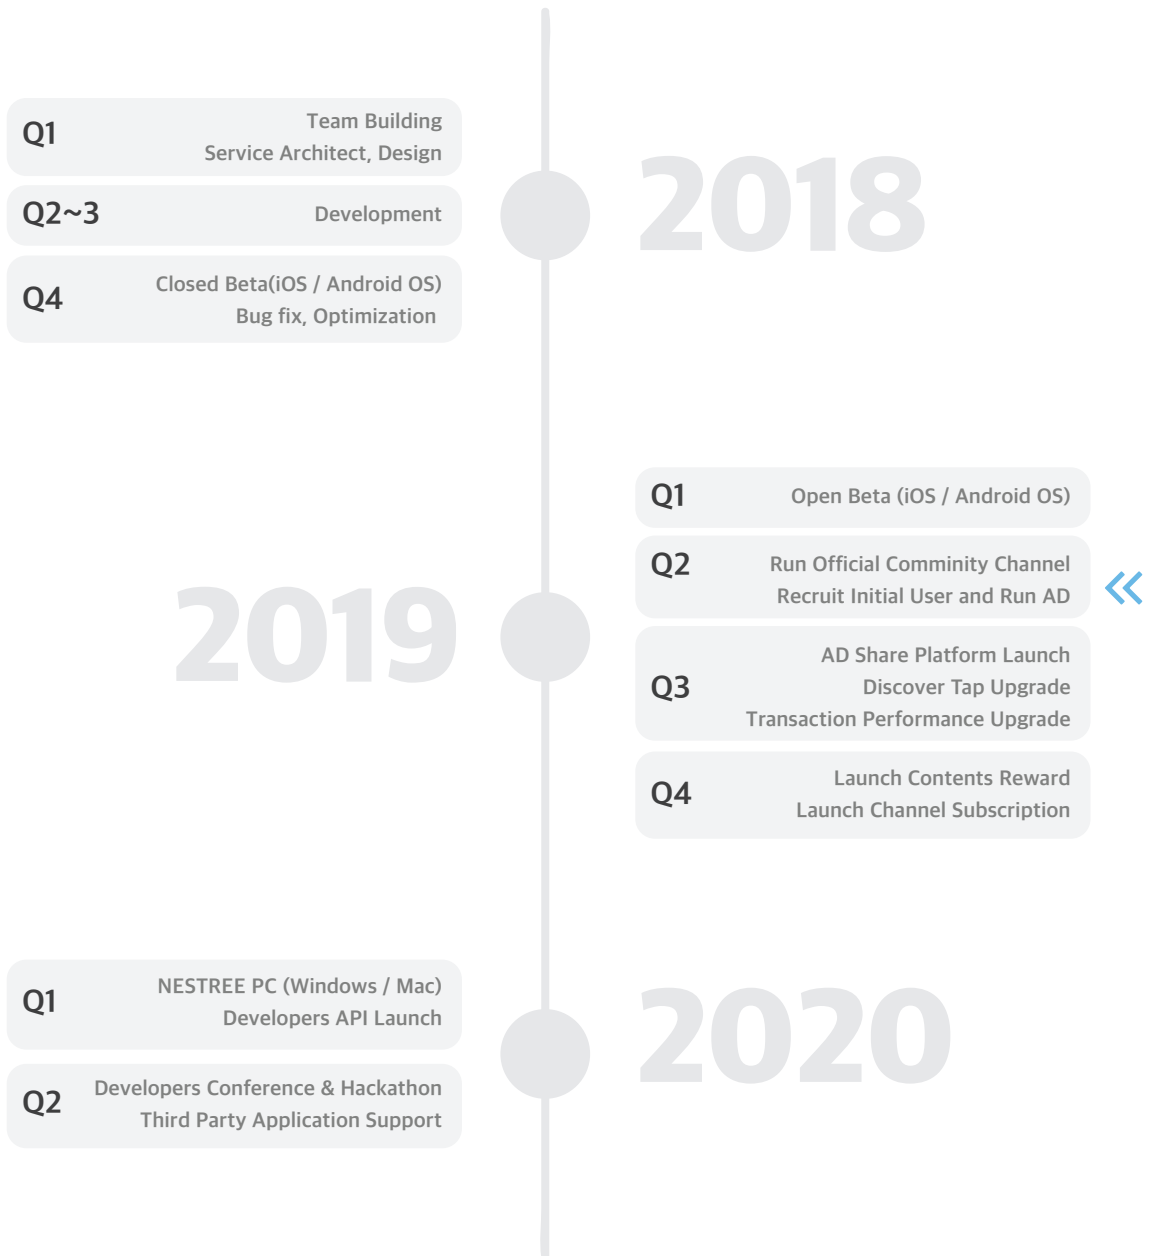 2018
Q1
Team Building
Service Architect, Design
Q2~3
Development
Q4
Closed Beta(iOS / Android OS)
Bug fix, Optimization
2019
Q1
Open Beta (iOS / Android OS)
Q2
Run Official Comminity Channel
Recruit Initial User and Run AD
Q3
AD Share Platform Launch
Discover Tap Upgrade
Transaction Performance Upgrade
Q4
Launch Contents Reward
Launch Channel Subscription
2020
Q1
NESTREE PC (Windows / Mac)
Developers API Launch
Q2
Developers Conference & Hackathon
Third Party Application Support